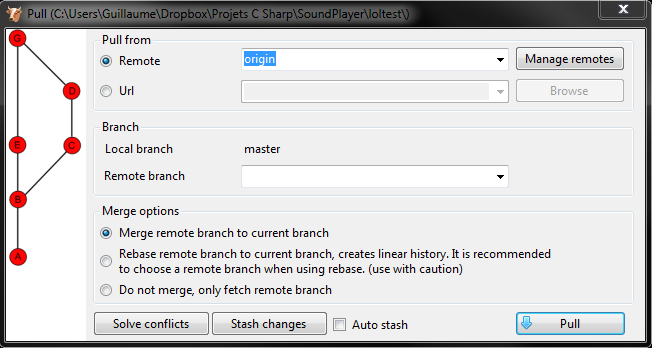 Pull (C:\Users\Guillaume\Dropbox\Projets C Sharp\SoundPlayer\loltest\)
G
D
E
C
B
A
Pull from
Remote
origin
Manage remotes
Url
Browse
Branch
Local branch
master
Remote branch
Merge options
Merge remote branch to current branch
Rebase remote branch to current branch, creates linear history. It is recommended
to choose a remote branch when using rebase. (use with caution)
Do not merge, only fetch remote branch
Solve conflicts
Stash changes
Auto stash
Pull